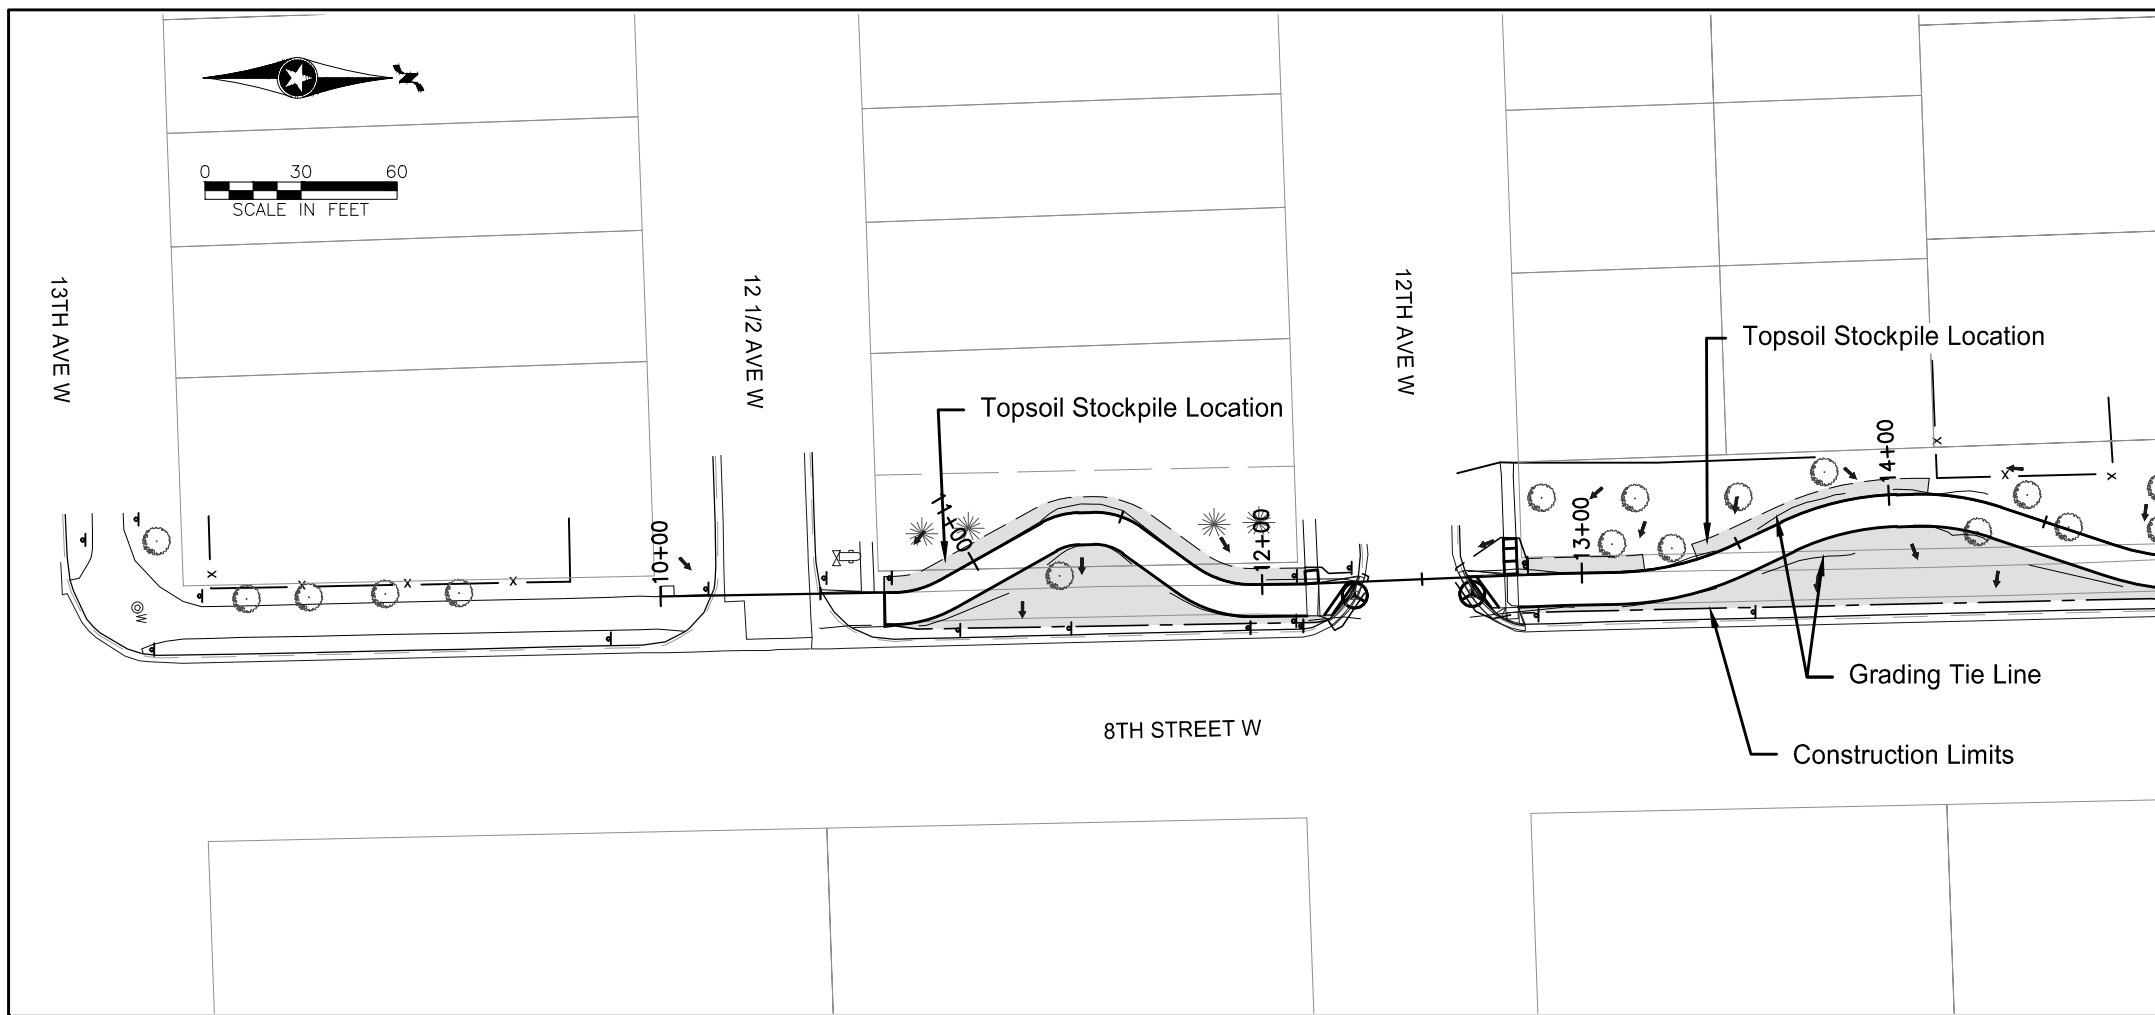 N
0 30 60
SCALE IN FEET
13TH AVE W
12 1/2 AVE W
12TH AVE W
Topsoil Stockpile Location
Topsoil Stockpile Location
10+00
11+00
12+00
13+00
14+00
X
X
X
X
X
X
X
X
W
Grading Tie Line
8TH STREET W
Construction Limits